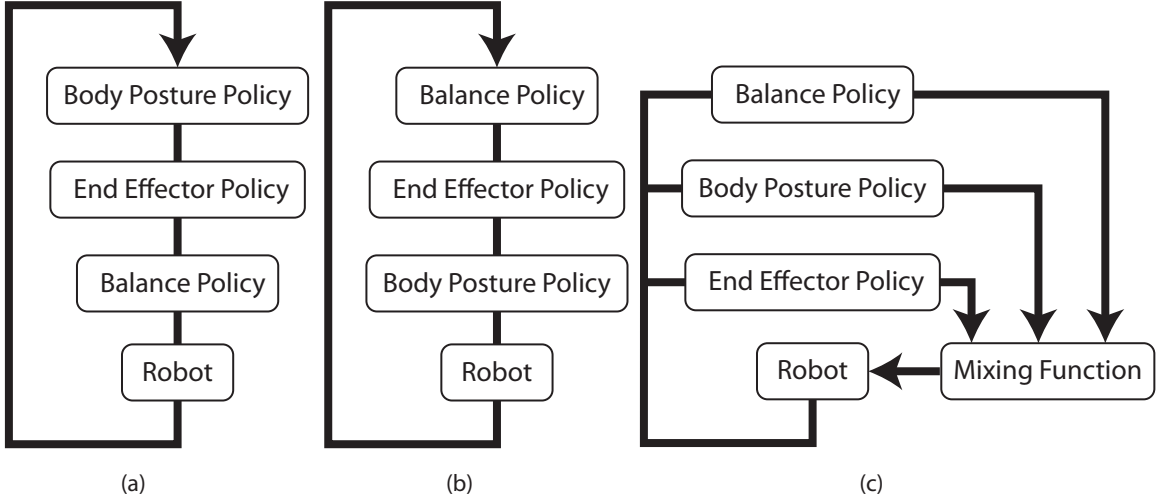 Body Posture Policy
End Effector Policy
Balance Policy
Robot
(a)
Balance Policy
End Effector Policy
Body Posture Policy
Robot
(b)
Balance Policy
Body Posture Policy
End Effector Policy
Robot
Mixing Function
(c)